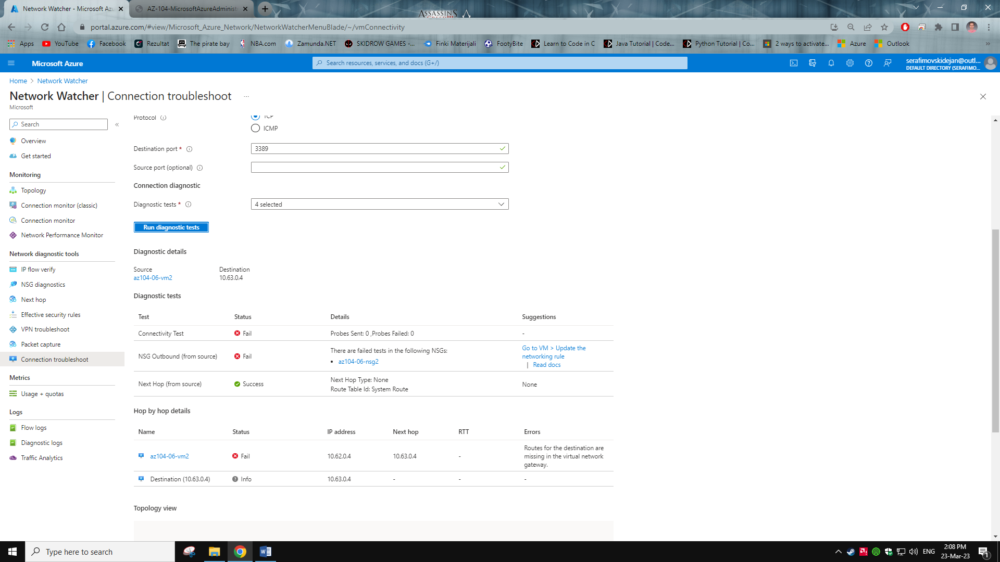 Network Watcher - Microsoft Azu
AZ-104-MicrosoftAzureAdminist
ASSASSINS
portal.azure.com/#view/Microsoft_Azure_Network/NetworkWatcherMenuBlade/~/vmConnectivity
Apps
YouTube
Facebook
Rezultat
The pirate bay
NBA.com
Zamunda.NET
SKIDROW GAMES -...
Finki Materijali
FootyBite
Learn to Code in C
Java Tutorial | Code...
Python Tutorial | Co...
2 ways to activate...
Azure
Outlook
»
Microsoft Azure
Search resources, services, and docs (G+/)
serafimovskidejan@outl...
DEFAULT DIRECTORY (SERAFIMO...
Home > Network Watcher
Network Watcher | Connection troubleshoot ...
Microsoft
Search
«
Overview
Get started
Monitoring
Topology
Connection monitor (classic)
Connection monitor
Network Performance Monitor
Network diagnostic tools
IP flow verify
NSG diagnostics
Next hop
Effective security rules
VPN troubleshoot
Packet capture
Connection troubleshoot
Metrics
Usage + quotas
Logs
Flow logs
Diagnostic logs
Traffic Analytics
Protocol
TCP
ICMP
Destination port *
3389
Source port (optional)
Connection diagnostic
Diagnostic tests *
4 selected
Run diagnostic tests
Diagnostic details
Source Destination
az104-06-vm2 10.63.0.4
Diagnostic tests
Test Status Details Suggestions
Connectivity Test Fail Probes Sent: 0 ,Probes Failed: 0 -
NSG Outbound (from source) Fail There are failed tests in the following NSGs:
• az104-06-nsg2
Go to VM > Update the
networking rule
| Read docs
Next Hop (from source) Success Next Hop Type: None
Route Table Id: System Route
None
Hop by hop details
Name Status IP address Next hop RTT Errors
az104-06-vm2 Fail 10.62.0.4 10.63.0.4 - Routes for the destination are
missing in the virtual network
gateway.
Destination (10.63.0.4) Info 10.63.0.4 - - -
Topology view
Type here to search
ENG
2:08 PM
23-Mar-23
1